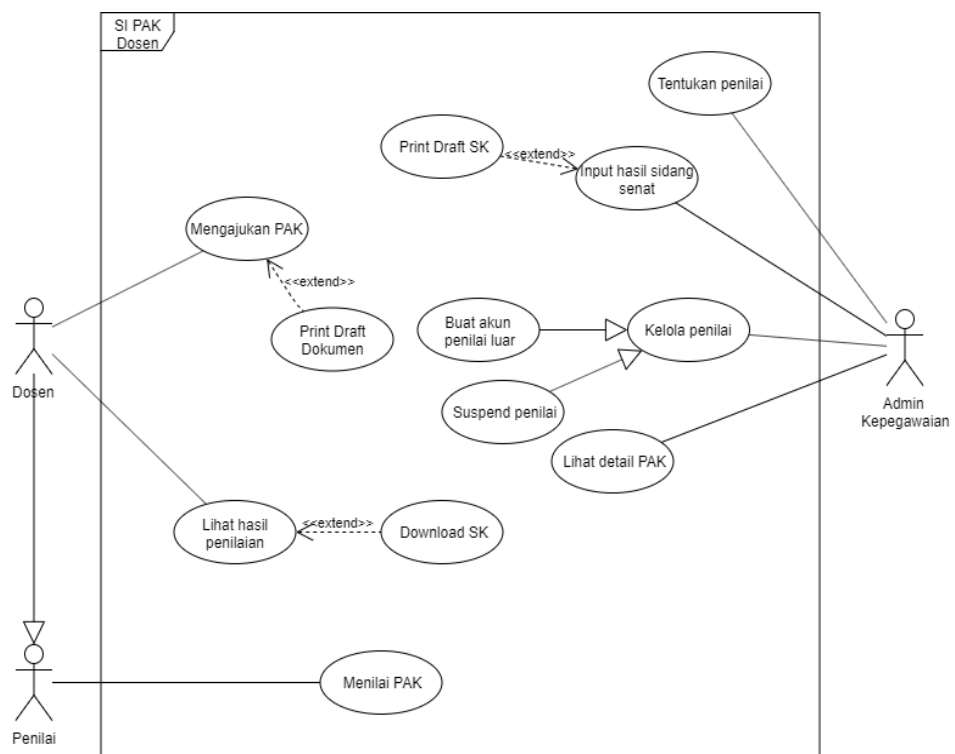 SI PAK
Dosen
Tentukan penilai
Print Draft SK
<<extend>>
Input hasil sidang
senat
Mengajukan PAK
<<extend>>
Print Draft
Dokumen
Buat akun
penilai luar
Kelola penilai
Suspend penilai
Lihat detail PAK
Dosen
Admin
Kepegawaian
Lihat hasil
penilaian
<<extend>>
Download SK
Menilai PAK
Penilai